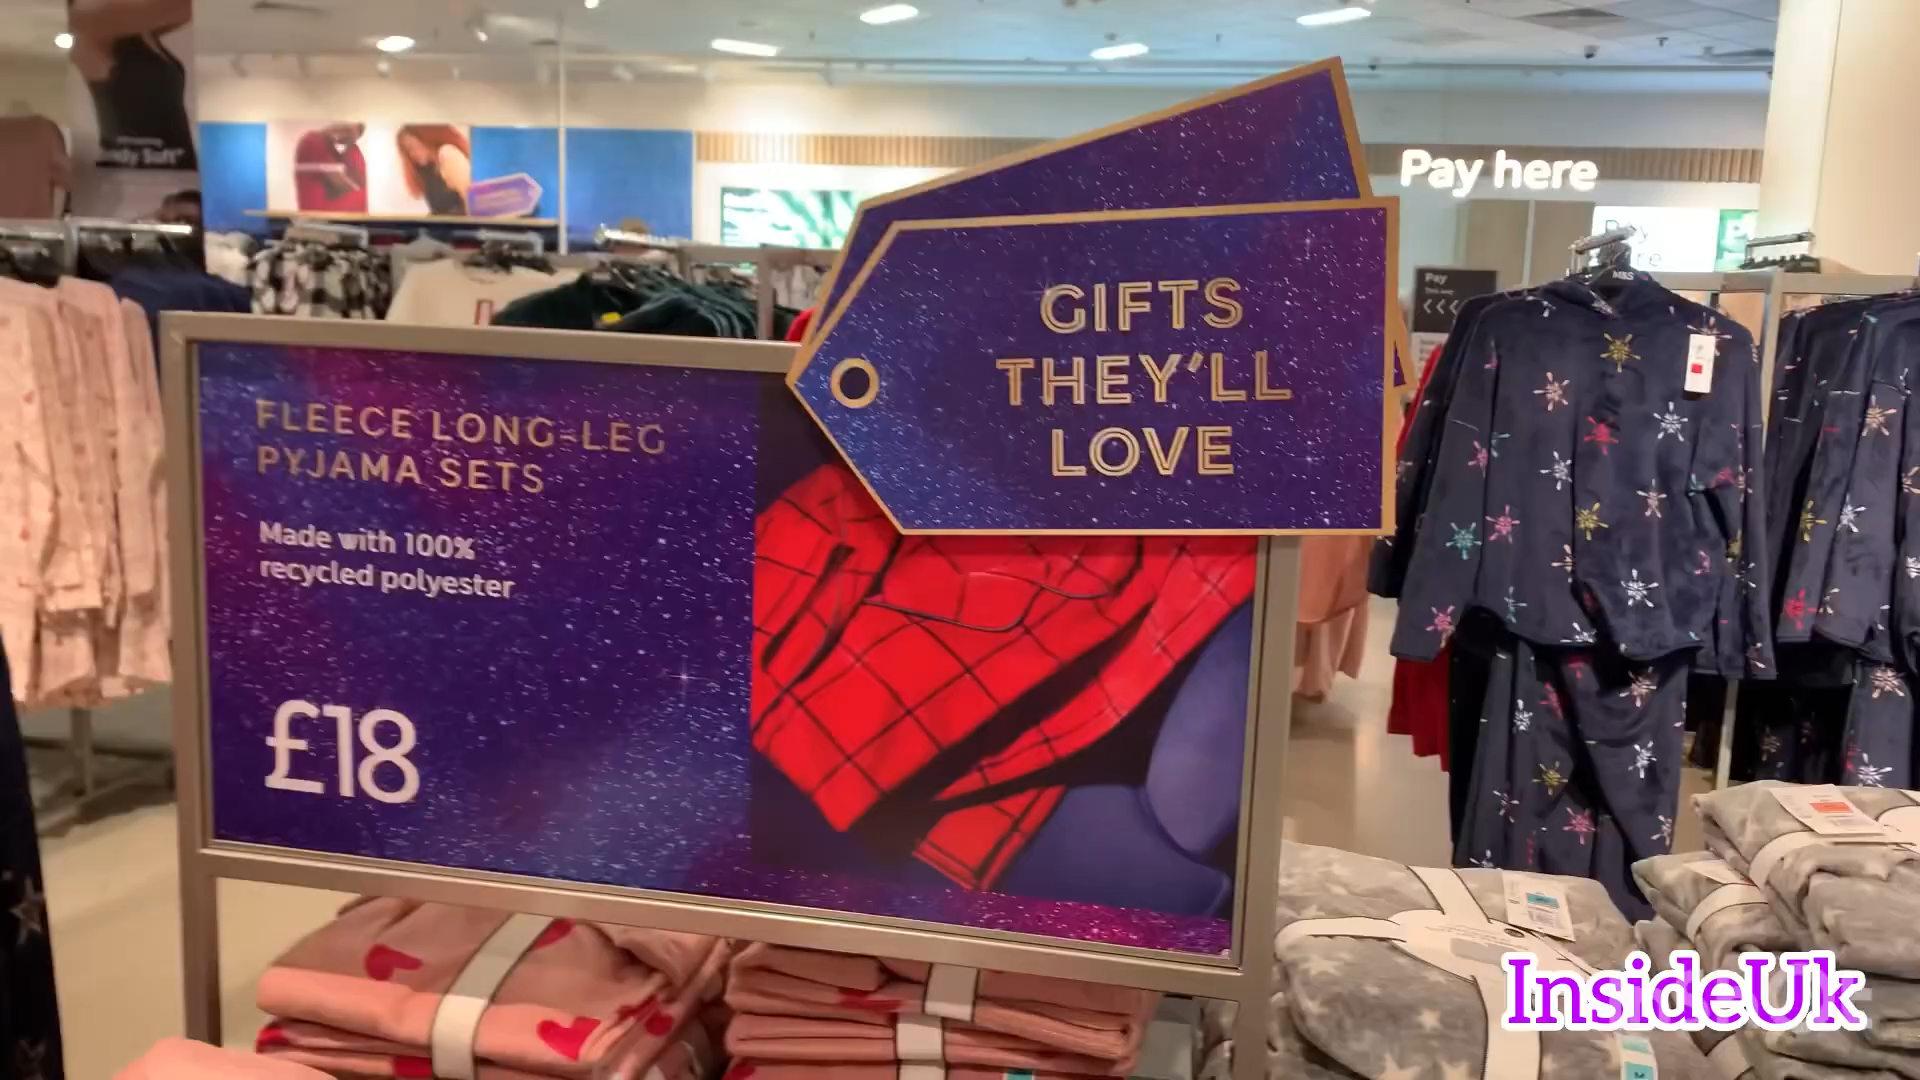 Pay here
GIFTS
THEY'LL
LOVE
Pay
M&S
FLEECE LONG-LEG
PYJAMA SETS
Made with 100%
recycled polyester
£18
InsideUk